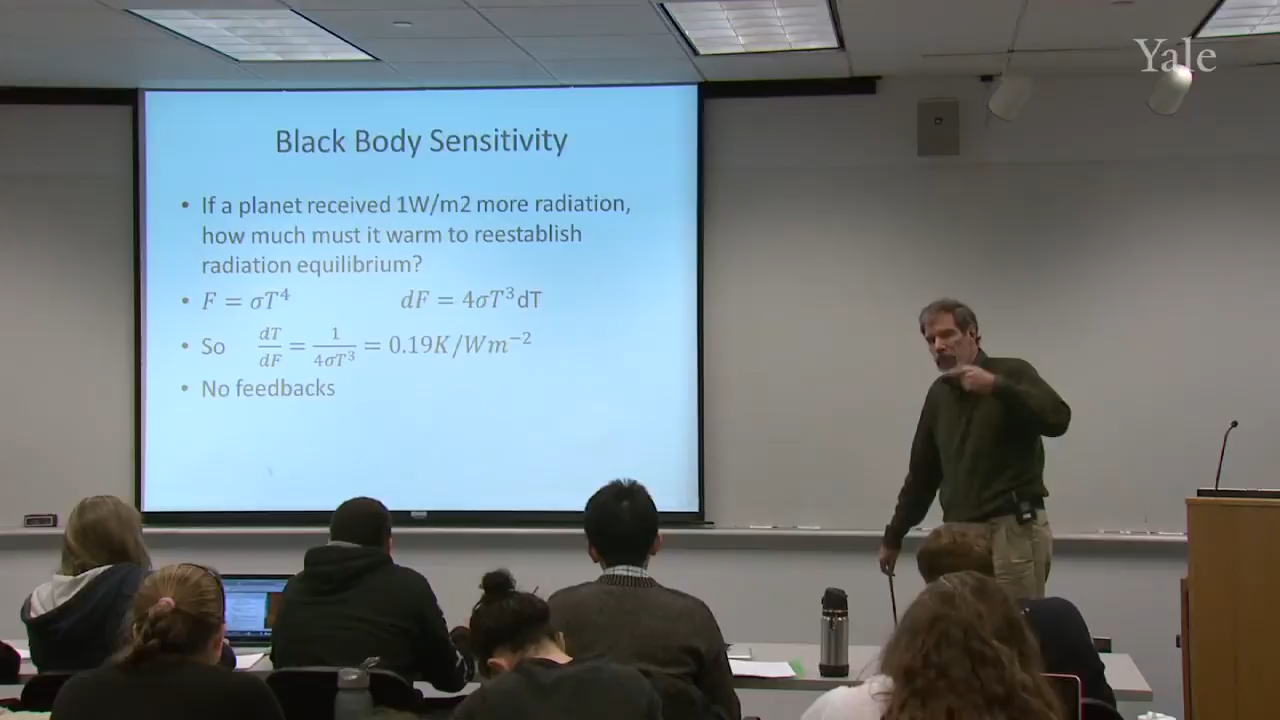 Yale
Black Body Sensitivity
• If a planet received 1W/m2 more radiation,
how much must it warm to reestablish
radiation equilibrium?
• F = σT⁴ dF = 4σT³dT
• So dT/dF = 1/4σT³ = 0.19K/Wm⁻²
• No feedbacks